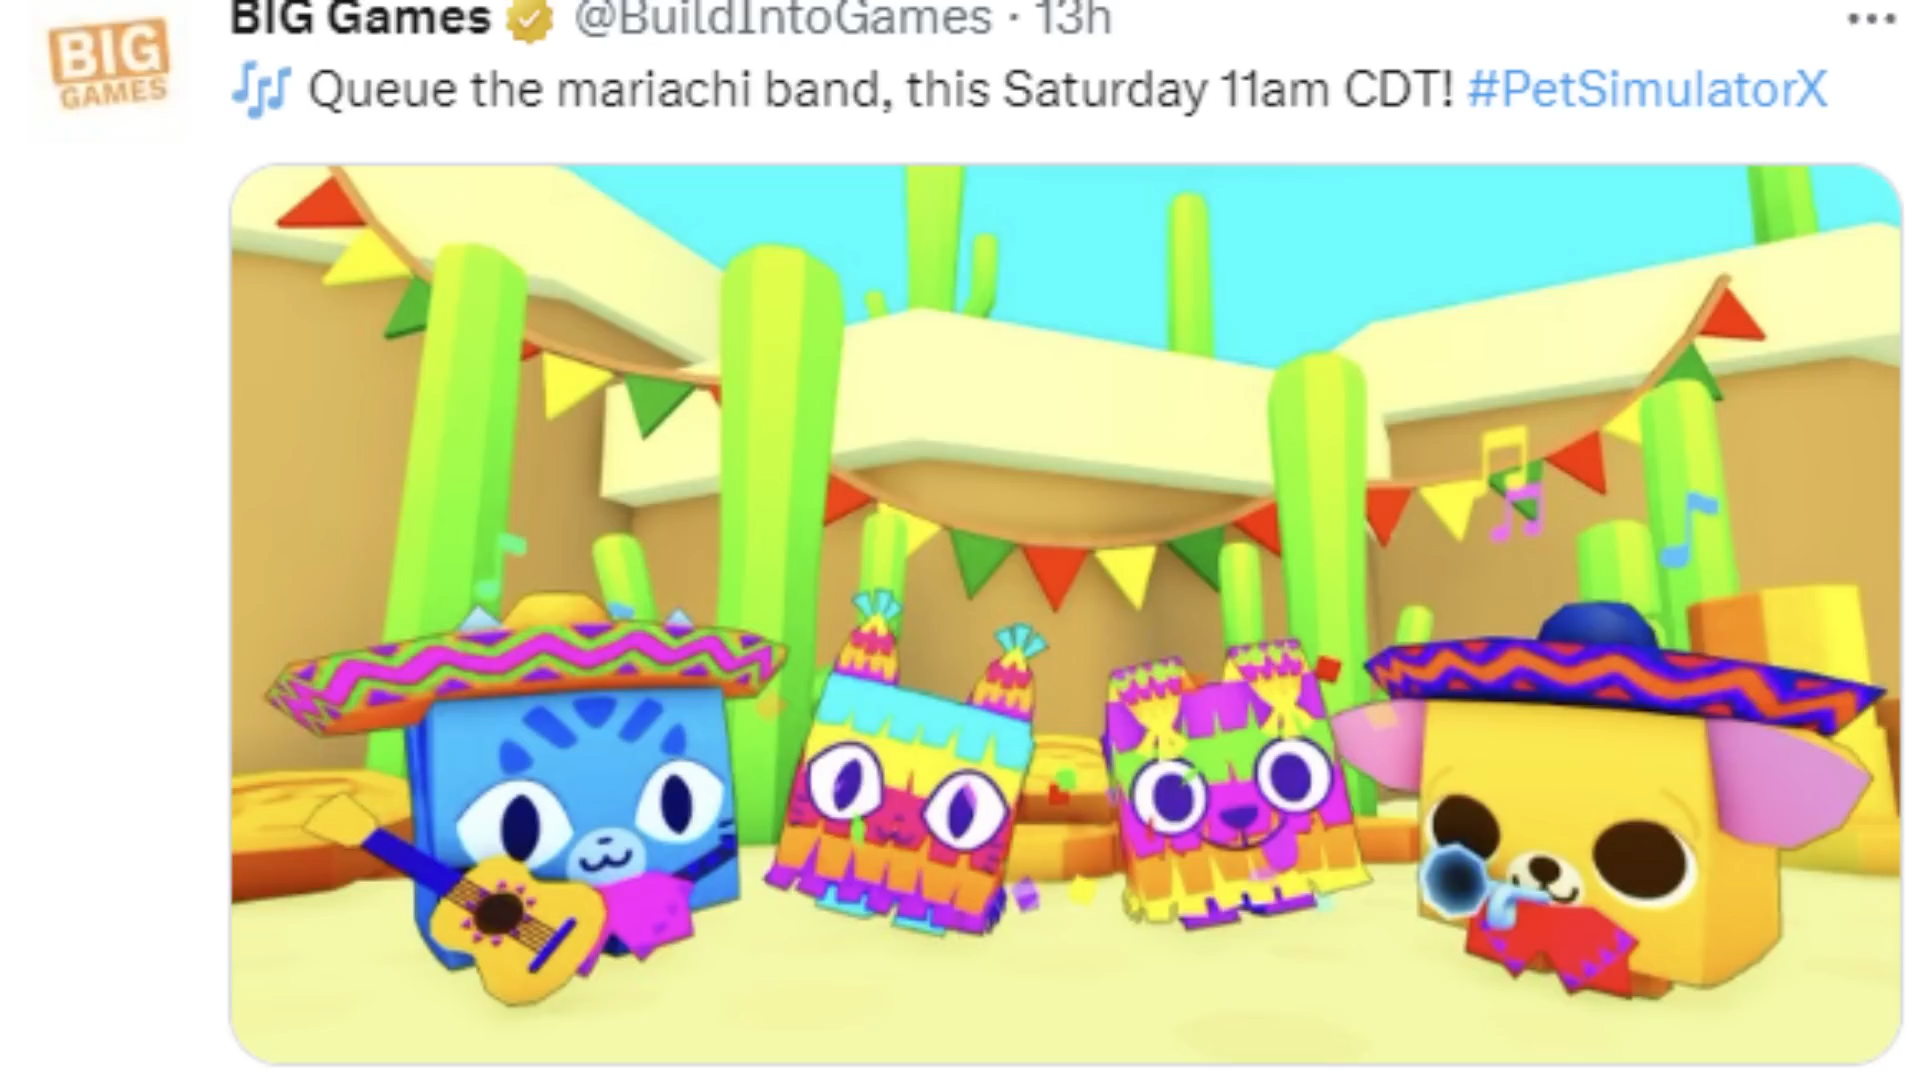 BIG Games @BuildIntoGames · 13h
BIG
GAMES
🎶 Queue the mariachi band, this Saturday 11am CDT! #PetSimulatorX